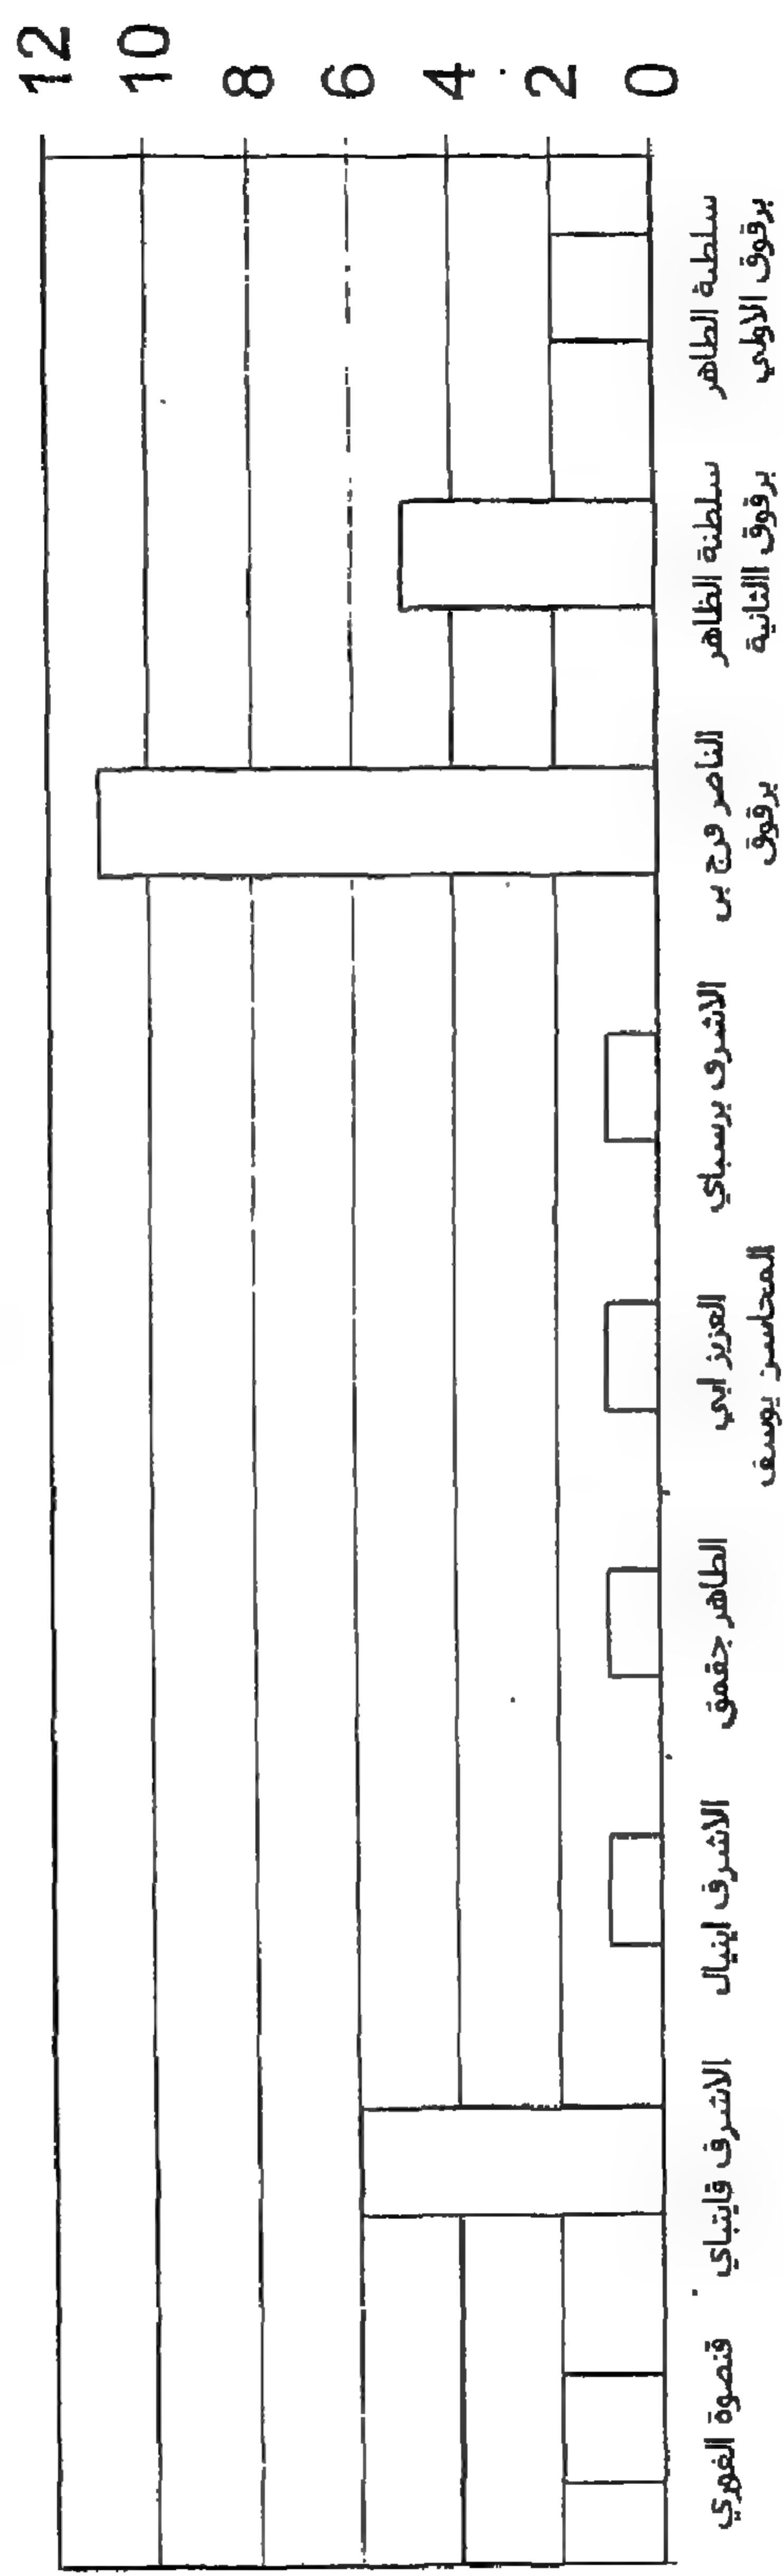 12
10
8
6
4
2
0
سلطنة الطاهر
برقوق الاولي
سلطنة الظاهر
برقوق الثانية
الناصر فرج بن
برقوق
الاشرف برسباي
العزيز ابي
المحاسن يوسف
الطاهر جقمق
الاشرف اينال
الاشرف قايتباي
قنصوة الغوري